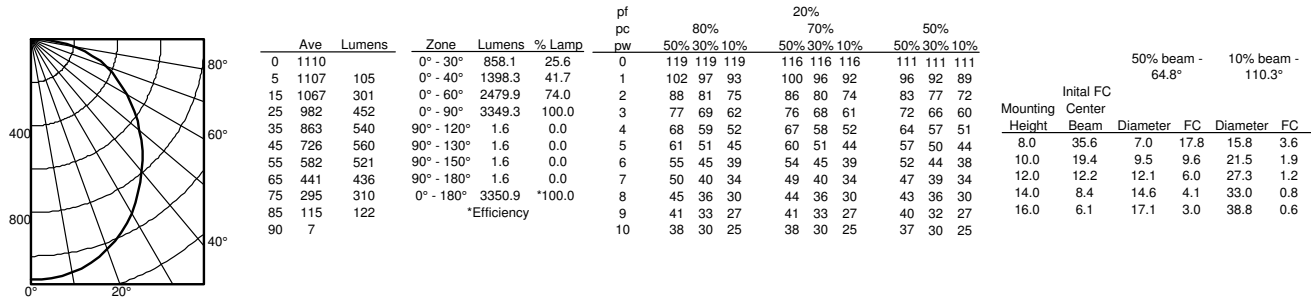 80°
60°
40°
20°
0°
400
800
Ave Lumens
0 1110
5 1107 105
15 1067 301
25 982 452
35 863 540
45 726 560
55 582 521
65 441 436
75 295 310
85 115 122
90 7
Zone Lumens % Lamp
0° - 30° 858.1 25.6
0° - 40° 1398.3 41.7
0° - 60° 2479.9 74.0
0° - 90° 3349.3 100.0
90° - 120° 1.6 0.0
90° - 130° 1.6 0.0
90° - 150° 1.6 0.0
90° - 180° 1.6 0.0
0° - 180° 3350.9 *100.0
*Efficiency
pf 20%
pc 80% 70% 50%
pw 50% 30% 10% 50% 30% 10% 50% 30% 10%
0 119 119 119 116 116 116 111 111 111
1 102 97 93 100 96 92 96 92 89
2 88 81 75 86 80 74 83 77 72
3 77 69 62 76 68 61 72 66 60
4 68 59 52 67 58 52 64 57 51
5 61 51 45 60 51 44 57 50 44
6 55 45 39 54 45 39 52 44 38
7 50 40 34 49 40 34 47 39 34
8 45 36 30 44 36 30 43 36 30
9 41 33 27 41 33 27 40 32 27
10 38 30 25 38 30 25 37 30 25
50% beam - 10% beam -
64.8° 110.3°
Inital FC
Mounting Center
Height Beam Diameter FC Diameter FC
8.0 35.6 7.0 17.8 15.8 3.6
10.0 19.4 9.5 9.6 21.5 1.9
12.0 12.2 12.1 6.0 27.3 1.2
14.0 8.4 14.6 4.1 33.0 0.8
16.0 6.1 17.1 3.0 38.8 0.6